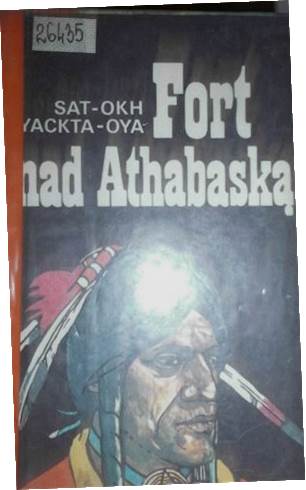 26435
SAT-OKH
YACKTA-OYA
Fort
nad Athabaską